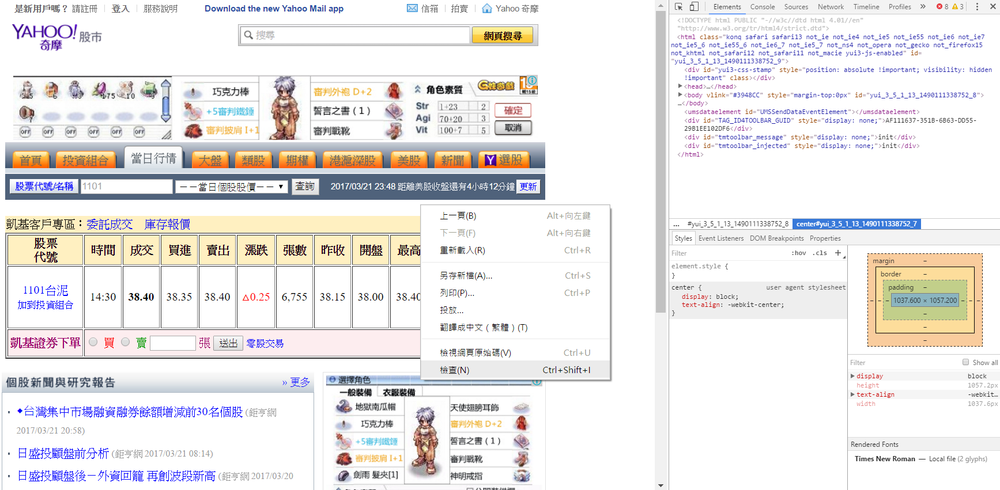 是新用戶嗎？ 請註冊 登入 服務說明 Download the new Yahoo Mail app 信箱 拍賣 Yahoo 奇摩
YAHOO! 奇摩 股市
搜尋 網頁搜尋
巧克力棒 審判外袍 D+2 角色素質
+5審判鐵錘 誓言之書 ( 1 ) Str 1+23 2 確定
Agi 70+20 3
審判披肩 I+1 審判戰靴 Vit 100+7 5 取消
OFF OFF OFF OFF OFF OFF
首頁 投資組合 當日行情 大盤 類股 期權 港滬深股 美股 新聞 選股
股票代號/名稱 1101 －－當日個股股價－－ 查詢 2017/03/21 23:48 距離美股收盤還有4小時12分鐘 更新
凱基客戶專區： 委託成交 庫存報價
股票
代號 時間 成交 買進 賣出 漲跌 張數 昨收 開盤 最高
1101台泥
加到投資組合 14:30 38.40 38.35 38.40 △0.25 6,755 38.15 38.00 38.40
凱基證券下單 買 賣 張 送出 零股交易
上一頁(B) Alt+向左鍵
下一頁(F) Alt+向右鍵
重新載入(R) Ctrl+R
另存新檔(A)... Ctrl+S
列印(P)... Ctrl+P
投放...
翻譯成中文（繁體）(T)
檢視網頁原始碼(V) Ctrl+U
檢查(N) Ctrl+Shift+I
個股新聞與研究報告 » 更多
◆台灣集中市場融資融券餘額增減前30名個股 (鉅亨網
2017/03/21 20:58)
日盛投顧盤前分析 (鉅亨網 2017/03/21 08:14)
日盛投顧盤後－外資回籠 再創波段新高 (鉅亨網 2017/03/20
選擇角色
一般裝備 衣服裝備
地獄南瓜帽 天使翅膀耳飾
巧克力棒 審判外袍 D+2
+5審判鐵錘 誓言之書 ( 1 )
審判披肩 I+1 審判戰靴
劍雨 髮夾[1] 神明戒指
Elements Console Sources Network Timeline Profiles » 8 3
<!DOCTYPE html PUBLIC "-//w3c//dtd html 4.01//en"
"http://www.w3.org/tr/html4/strict.dtd">
<html class="konq safari safari13 not_ie not_ie4 not_ie5 not_ie55 not_ie6 not_ie7
not_ie5_6 not_ie55_6 not_ie6_7 not_ie5_7 not_ns4 not_opera not_gecko not_firefox15
not_khtml not_safari12 not_safari11 not_macie yui3-js-enabled" id=
"yui_3_5_1_13_1490111338752_9">
<div id="yui3-css-stamp" style="position: absolute !important; visibility: hidden
!important" class></div>
<head>…</head>
<body vlink="#3948CC" style="margin-top:0px" id="yui_3_5_1_13_1490111338752_8">
…</body>
<umsdataelement id="UMSSendDataEventElement"></umsdataelement>
<div id="TAG_ID4TOOLBAR_GUID" style="display: none;">AF111637-351B-6B63-DD55-
29B1EE102DF6</div>
<div id="tmtoolbar_message" style="display: none;">init</div>
<div id="tmtoolbar_injected" style="display: none;">init</div>
</html>
... #yui_3_5_1_13_1490111338752_8 center#yui_3_5_1_13_1490111338752_7
Styles Event Listeners DOM Breakpoints Properties
Filter :hov .cls +
element.style {
}
center { user agent stylesheet
display: block;
text-align: -webkit-center;
}
margin –
border –
padding –
– – – 1037.600 × 1057.200 – – –
–
–
–
Filter Show all
display block
height 1057.2px
text-align -webkit…
width 1037.6px
Rendered Fonts
Times New Roman — Local file (2 glyphs)